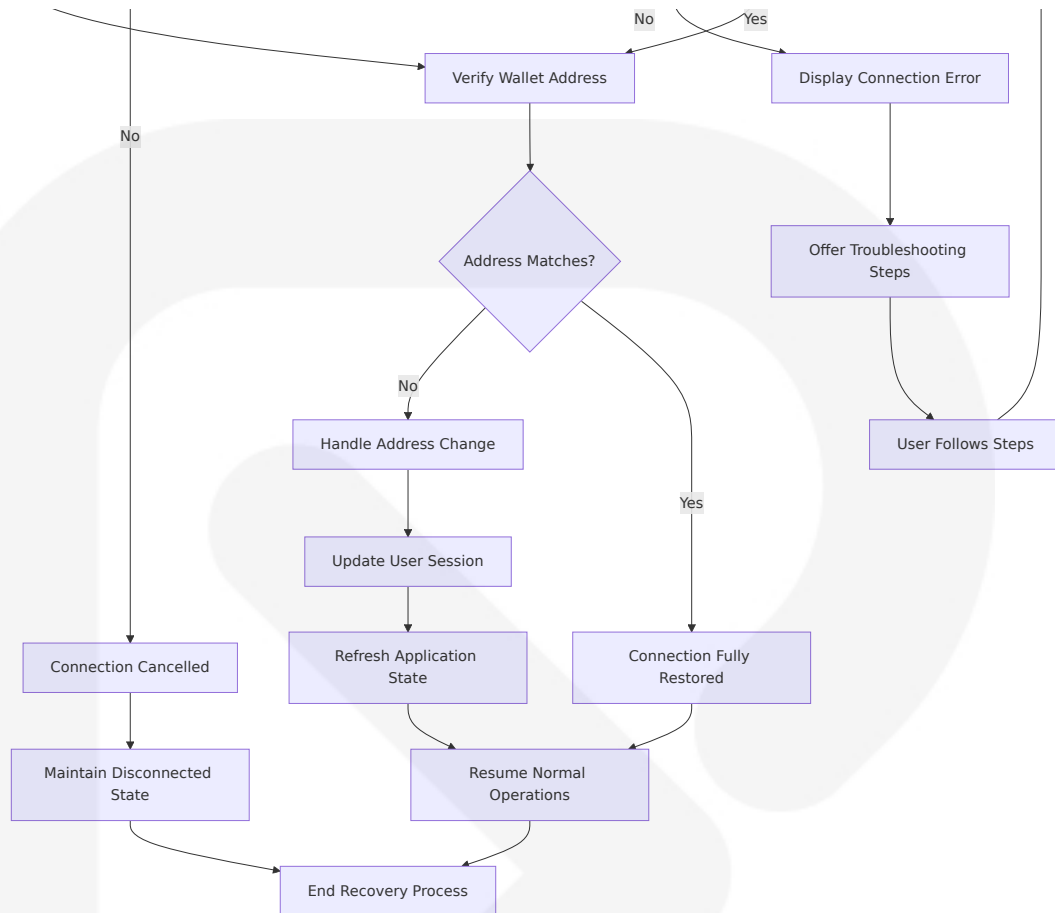 No
Yes
Verify Wallet Address
Display Connection Error
No
Offer Troubleshooting
Steps
Address Matches?
No
Handle Address Change
User Follows Steps
Yes
Update User Session
Connection Cancelled
Refresh Application
State
Connection Fully
Restored
Maintain Disconnected
State
Resume Normal
Operations
End Recovery Process